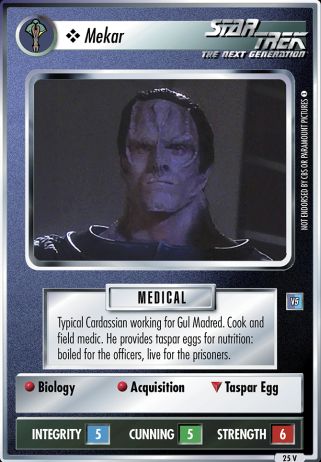 ❖ Mekar
STAR TREK
THE NEXT GENERATION
NOT ENDORSED BY CBS OR PARAMOUNT PICTURES
MEDICAL
V5
Typical Cardassian working for Gul Madred. Cook and
field medic. He provides taspar eggs for nutrition:
boiled for the officers, live for the prisoners.
Biology Acquisition Taspar Egg
INTEGRITY 5 CUNNING 5 STRENGTH 6
25 V